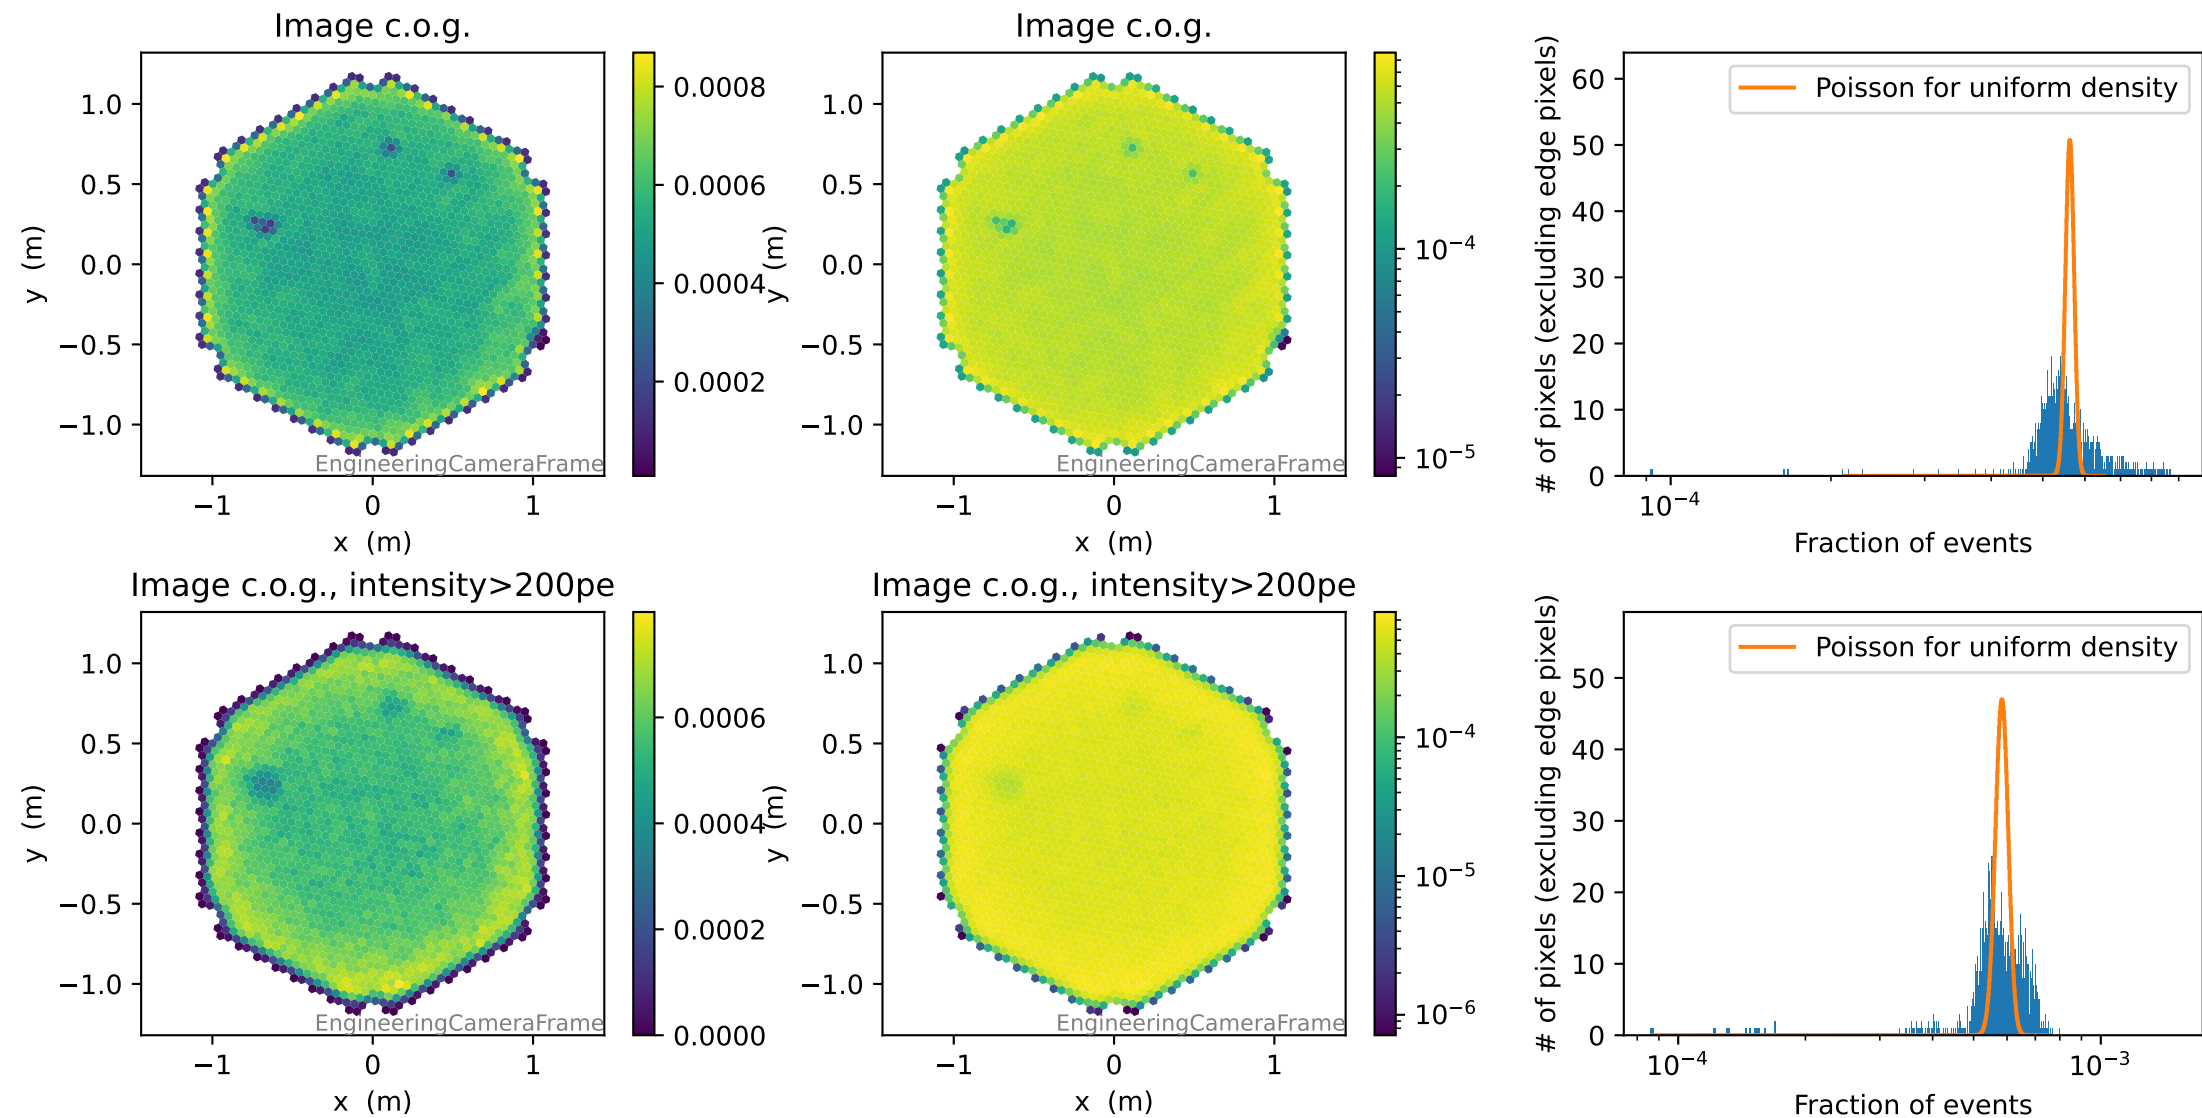 Image c.o.g.
1.0
0.5
0.0
−0.5
−1.0
y (m)
−1
0
1
x (m)
EngineeringCameraFrame
0.0008
0.0006
0.0004
0.0002
Image c.o.g.
1.0
0.5
0.0
−0.5
−1.0
y (m)
−1
0
1
x (m)
EngineeringCameraFrame
10−4
10−5
# of pixels (excluding edge pixels)
60
50
40
30
20
10
0
Poisson for uniform density
10−4
Fraction of events
Image c.o.g., intensity>200pe
1.0
0.5
0.0
−0.5
−1.0
y (m)
−1
0
1
x (m)
EngineeringCameraFrame
0.0006
0.0004
0.0002
0.0000
Image c.o.g., intensity>200pe
1.0
0.5
0.0
−0.5
−1.0
y (m)
−1
0
1
x (m)
EngineeringCameraFrame
10−4
10−5
10−6
# of pixels (excluding edge pixels)
50
40
30
20
10
0
Poisson for uniform density
10−4
10−3
Fraction of events